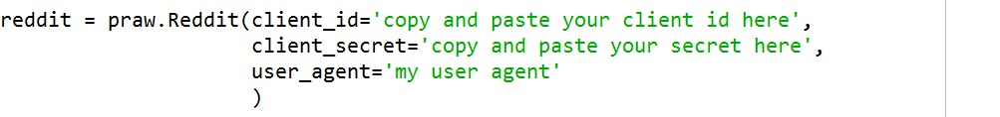 reddit = praw.Reddit(client_id='copy and paste your client id here',
                     client_secret='copy and paste your secret here',
                     user_agent='my user agent'
                     )